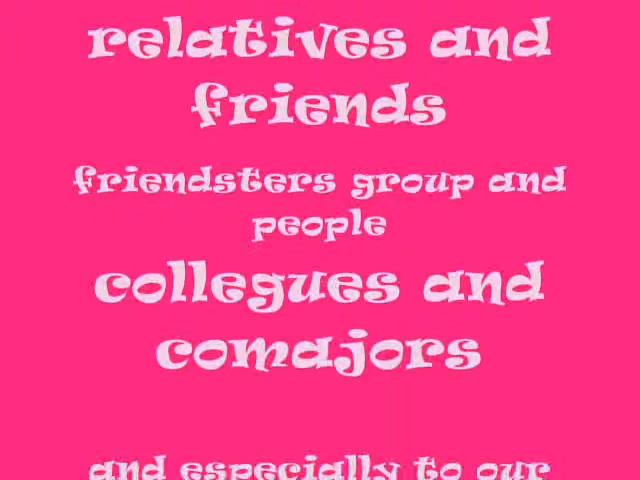 relatives and
friends
friendsters group and
people
collegues and
comajors
and especially to our